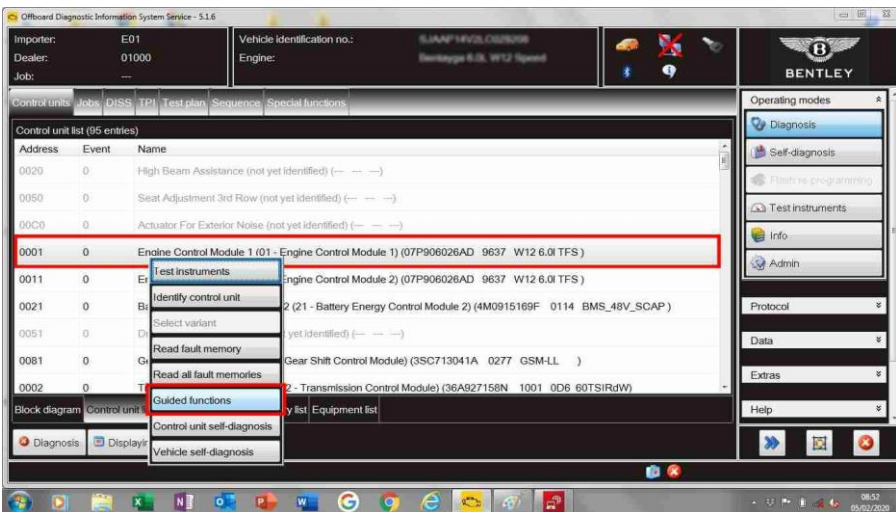 Offboard Diagnostic Information System Service - 5.1.6
Importer: E01
Dealer: 01000
Job: ---
Vehicle identification no.:
Engine: Bentayga 6.0L W12 Speed
BENTLEY
Control units Jobs DISS TPI Test plan Sequence Special functions
Control unit list (95 entries)
Address Event Name
0020 0 High Beam Assistance (not yet identified) (--- --- ---)
0050 0 Seat Adjustment 3rd Row (not yet identified) (--- --- ---)
00C0 0 Actuator For Exterior Noise (not yet identified) (--- --- ---)
0001 0 Engine Control Module 1 (01 - Engine Control Module 1) (07P906026AD 9637 W12 6.0l TFS )
0011 0 Er Engine Control Module 2) (07P906026AD 9637 W12 6.0l TFS )
0021 0 Ba 2 (21 - Battery Energy Control Module 2) (4M0915169F 0114 BMS_48V_SCAP )
0051 0 yet identified) (--- --- ---)
0081 0 Ge Gear Shift Control Module) (3SC713041A 0277 GSM-LL )
0002 0 2 - Transmission Control Module) (36A927158N 1001 0D6 60TSIRdW)
Test instruments
Identify control unit
Select variant
Read fault memory
Read all fault memories
Guided functions
Control unit self-diagnosis
Vehicle self-diagnosis
Block diagram Control unit y list Equipment list
Diagnosis Displayin
Operating modes
Diagnosis
Self-diagnosis
Flash/re-programming
Test instruments
Info
Admin
Protocol
Data
Extras
Help
08:52
05/02/2020